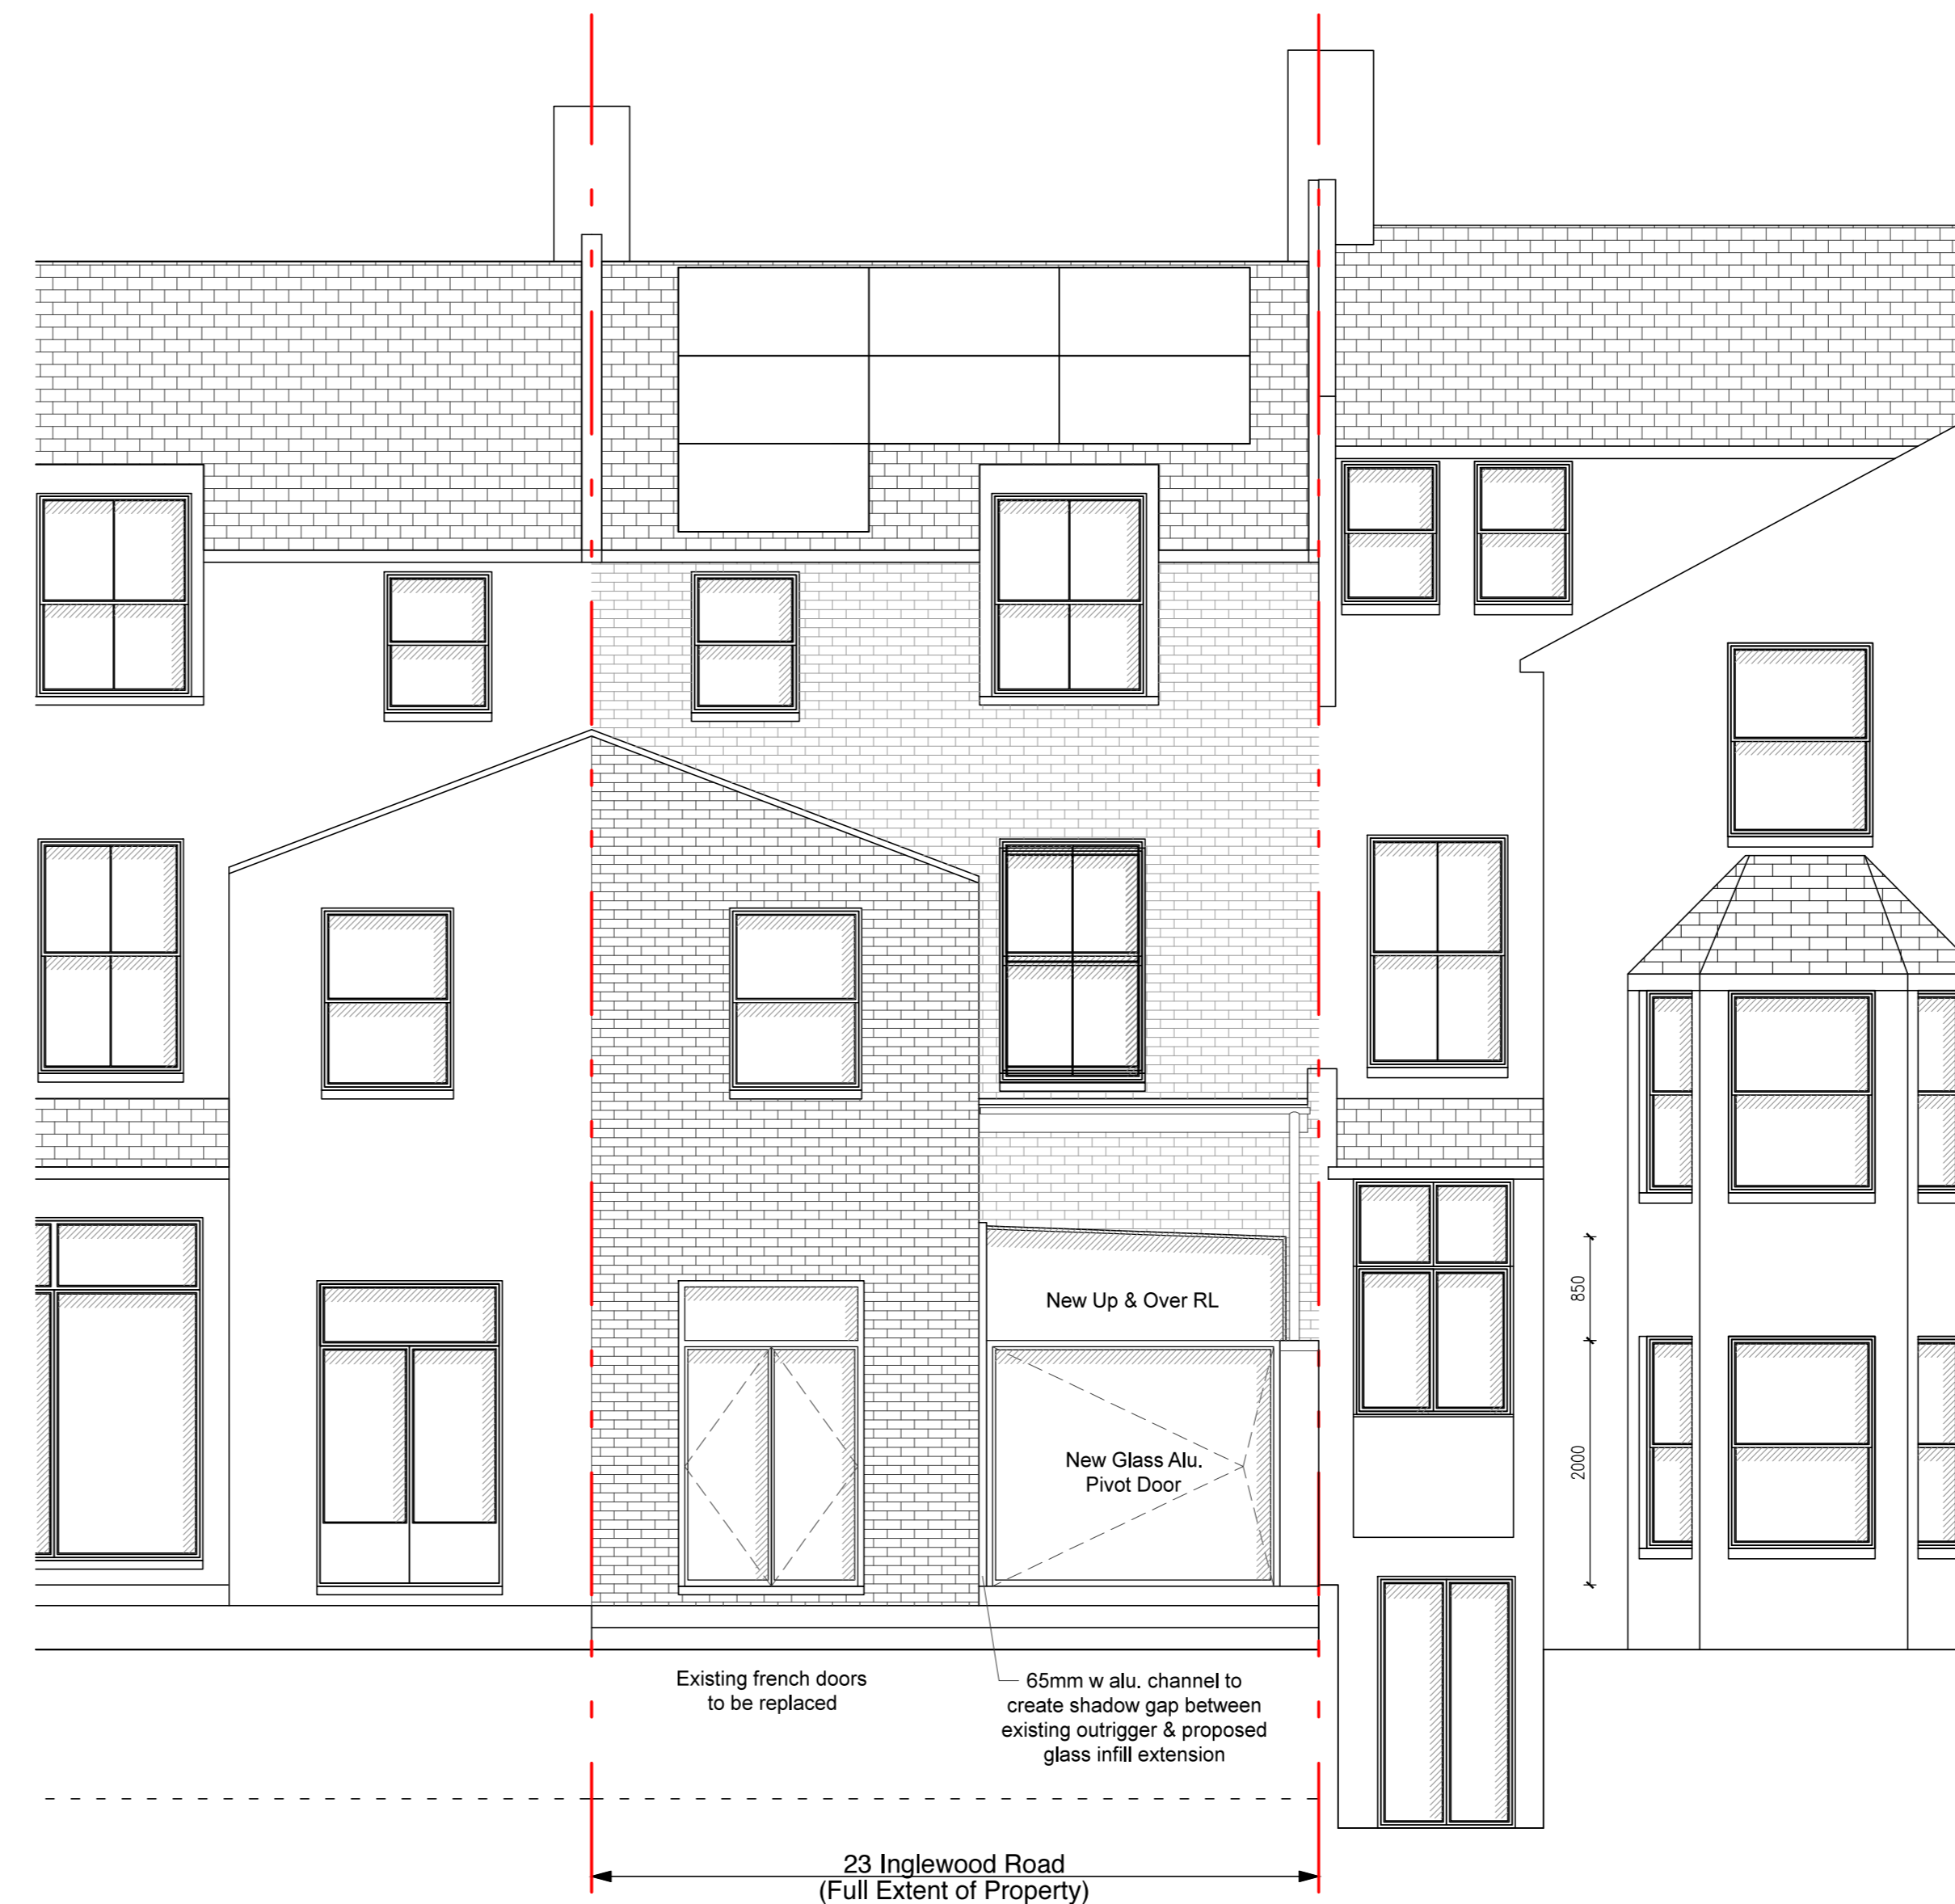 New Up & Over RL
850
New Glass Alu.
Pivot Door
2000
Existing french doors
to be replaced
65mm w alu. channel to
create shadow gap between
existing outrigger & proposed
glass infill extension
23 Inglewood Road
(Full Extent of Property)